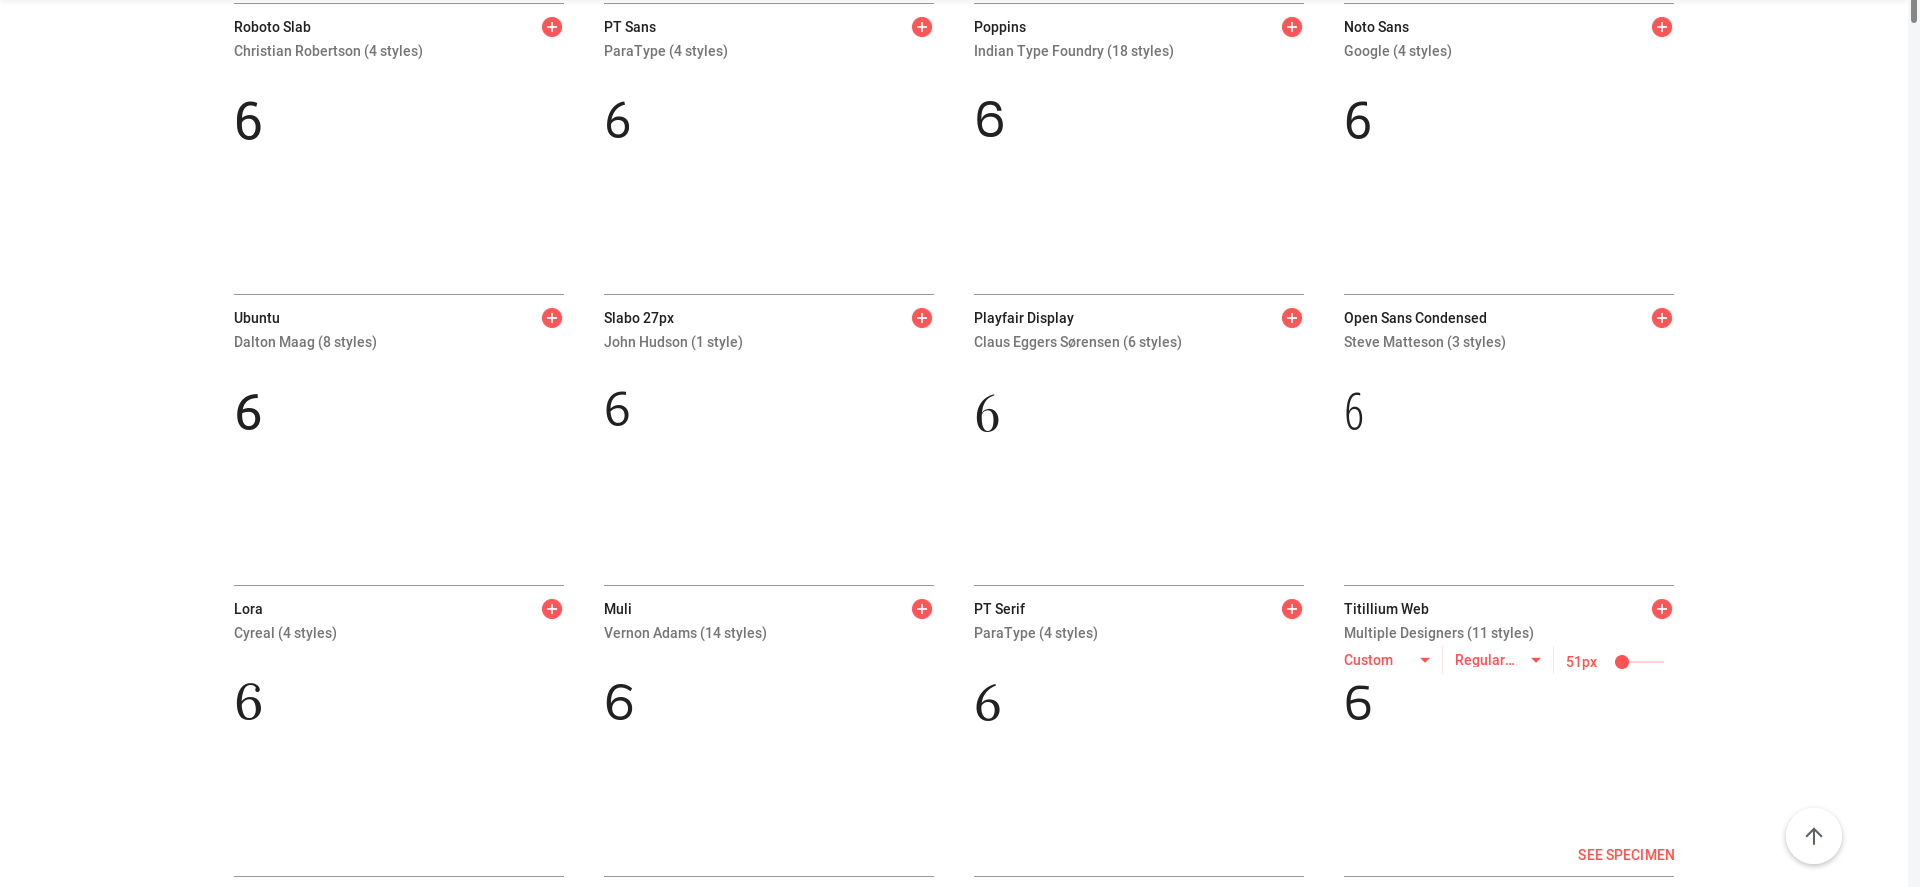 Roboto Slab
Christian Robertson (4 styles)
6
PT Sans
ParaType (4 styles)
6
Poppins
Indian Type Foundry (18 styles)
6
Noto Sans
Google (4 styles)
6
Ubuntu
Dalton Maag (8 styles)
6
Slabo 27px
John Hudson (1 style)
6
Playfair Display
Claus Eggers Sørensen (6 styles)
6
Open Sans Condensed
Steve Matteson (3 styles)
6
Lora
Cyreal (4 styles)
6
Muli
Vernon Adams (14 styles)
6
PT Serif
ParaType (4 styles)
6
Titillium Web
Multiple Designers (11 styles)
Custom Regular... 51px
6
SEE SPECIMEN